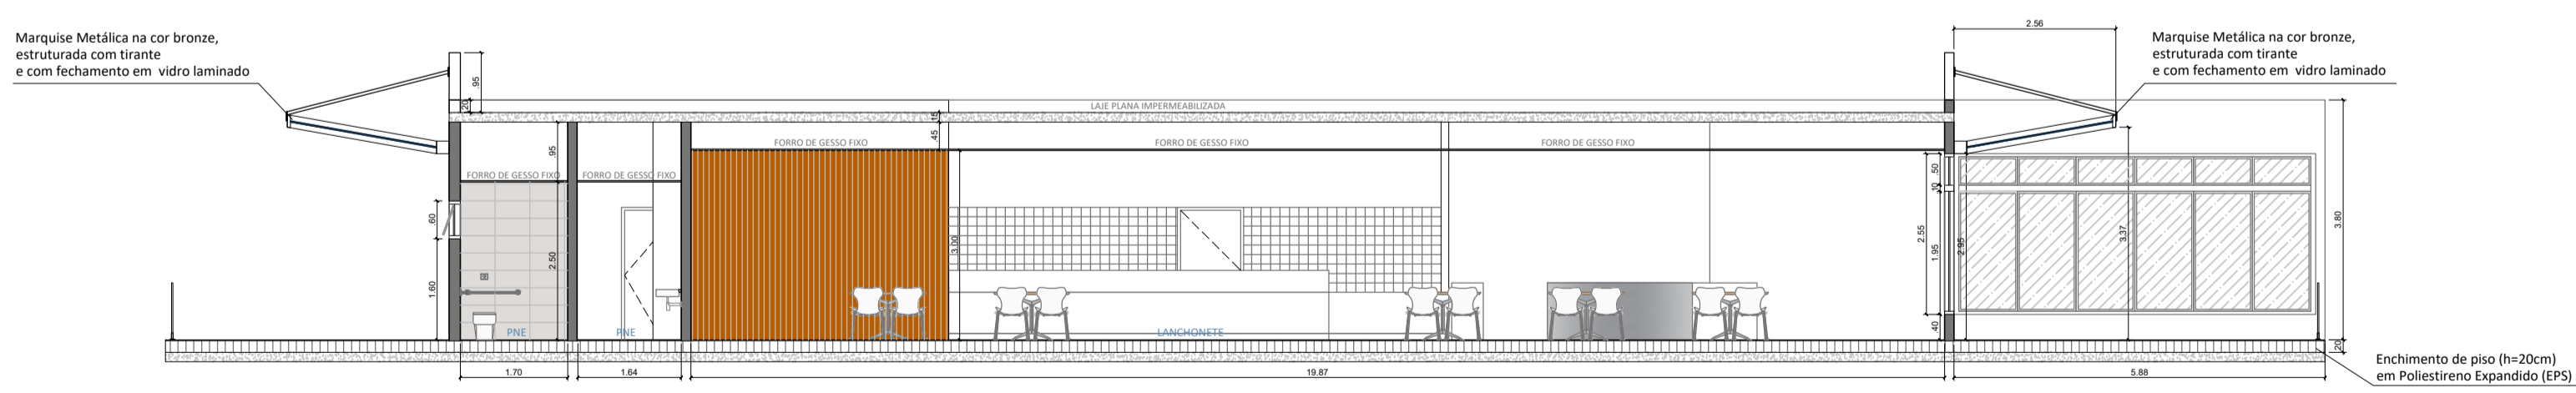 Marquise Metálica na cor bronze,
estruturada com tirante
e com fechamento em vidro laminado
2.56
Marquise Metálica na cor bronze,
estruturada com tirante
e com fechamento em vidro laminado
.95
.20
LAJE PLANA IMPERMEABILIZADA
.15
.45
FORRO DE GESSO FIXO
FORRO DE GESSO FIXO
FORRO DE GESSO FIXO
.95
FORRO DE GESSO FIXO
FORRO DE GESSO FIXO
.50
.10
.60
2.50
3.00
2.55
1.95
2.95
3.37
3.80
1.60
PNE
PNE
LANCHONETE
.40
.20
1.70
1.64
19.87
5.88
Enchimento de piso (h=20cm)
em Poliestireno Expandido (EPS)